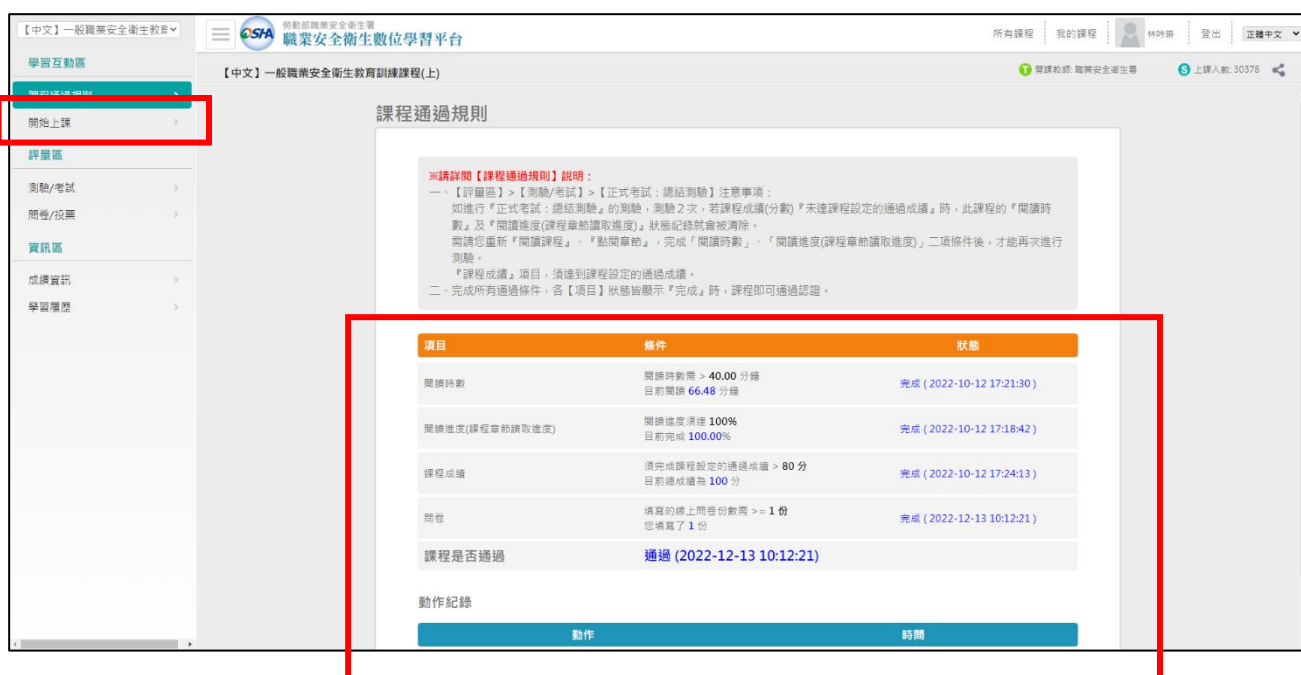 【中文】一般職業安全衛生教育
勞動部職業安全衛生署
OSHA 職業安全衛生數位學習平台
所有課程 我的課程 登出 正體中文
學習互動區
【中文】一般職業安全衛生教育訓練課程(上)
T 開課教師: 職業安全衛生署 S 上課人數: 30378
課程通過規則
開始上課
課程通過規則
評量區
測驗/考試
問卷/投票
資訊區
成績資訊
學習履歷
※請詳閱【課程通過規則】說明：
一、【評量區】>【測驗/考試】>【正式考試：總結測驗】注意事項：
如進行『正式考試：總結測驗』的測驗，測驗2次，若課程成績(分數)『未達課程設定的通過成績』時，此課程的『閱讀時
數』及『閱讀進度(課程章節讀取進度)』狀態記錄就會被清除。
需請您重新『閱讀課程』、『點閱章節』，完成「閱讀時數」、「閱讀進度(課程章節讀取進度)」二項條件後，才能再次進行
測驗。
『課程成績』項目，須達到課程設定的通過成績。
二、完成所有通過條件，各【項目】狀態皆顯示『完成』時，課程即可通過認證。
項目 條件 狀態
閱讀時數 閱讀時數需 > 40.00 分鐘 完成 ( 2022-10-12 17:21:30 )
目前閱讀 66.48 分鐘
閱讀進度(課程章節讀取進度) 閱讀進度須達 100% 完成 ( 2022-10-12 17:18:42 )
目前完成 100.00%
課程成績 須完成課程設定的通過成績 > 80 分 完成 ( 2022-10-12 17:24:13 )
目前總成績為 100 分
問卷 填寫的線上問卷份數需 >= 1 份 完成 ( 2022-12-13 10:12:21 )
您填寫了 1 份
課程是否通過 通過 (2022-12-13 10:12:21)
動作紀錄
動作 時間